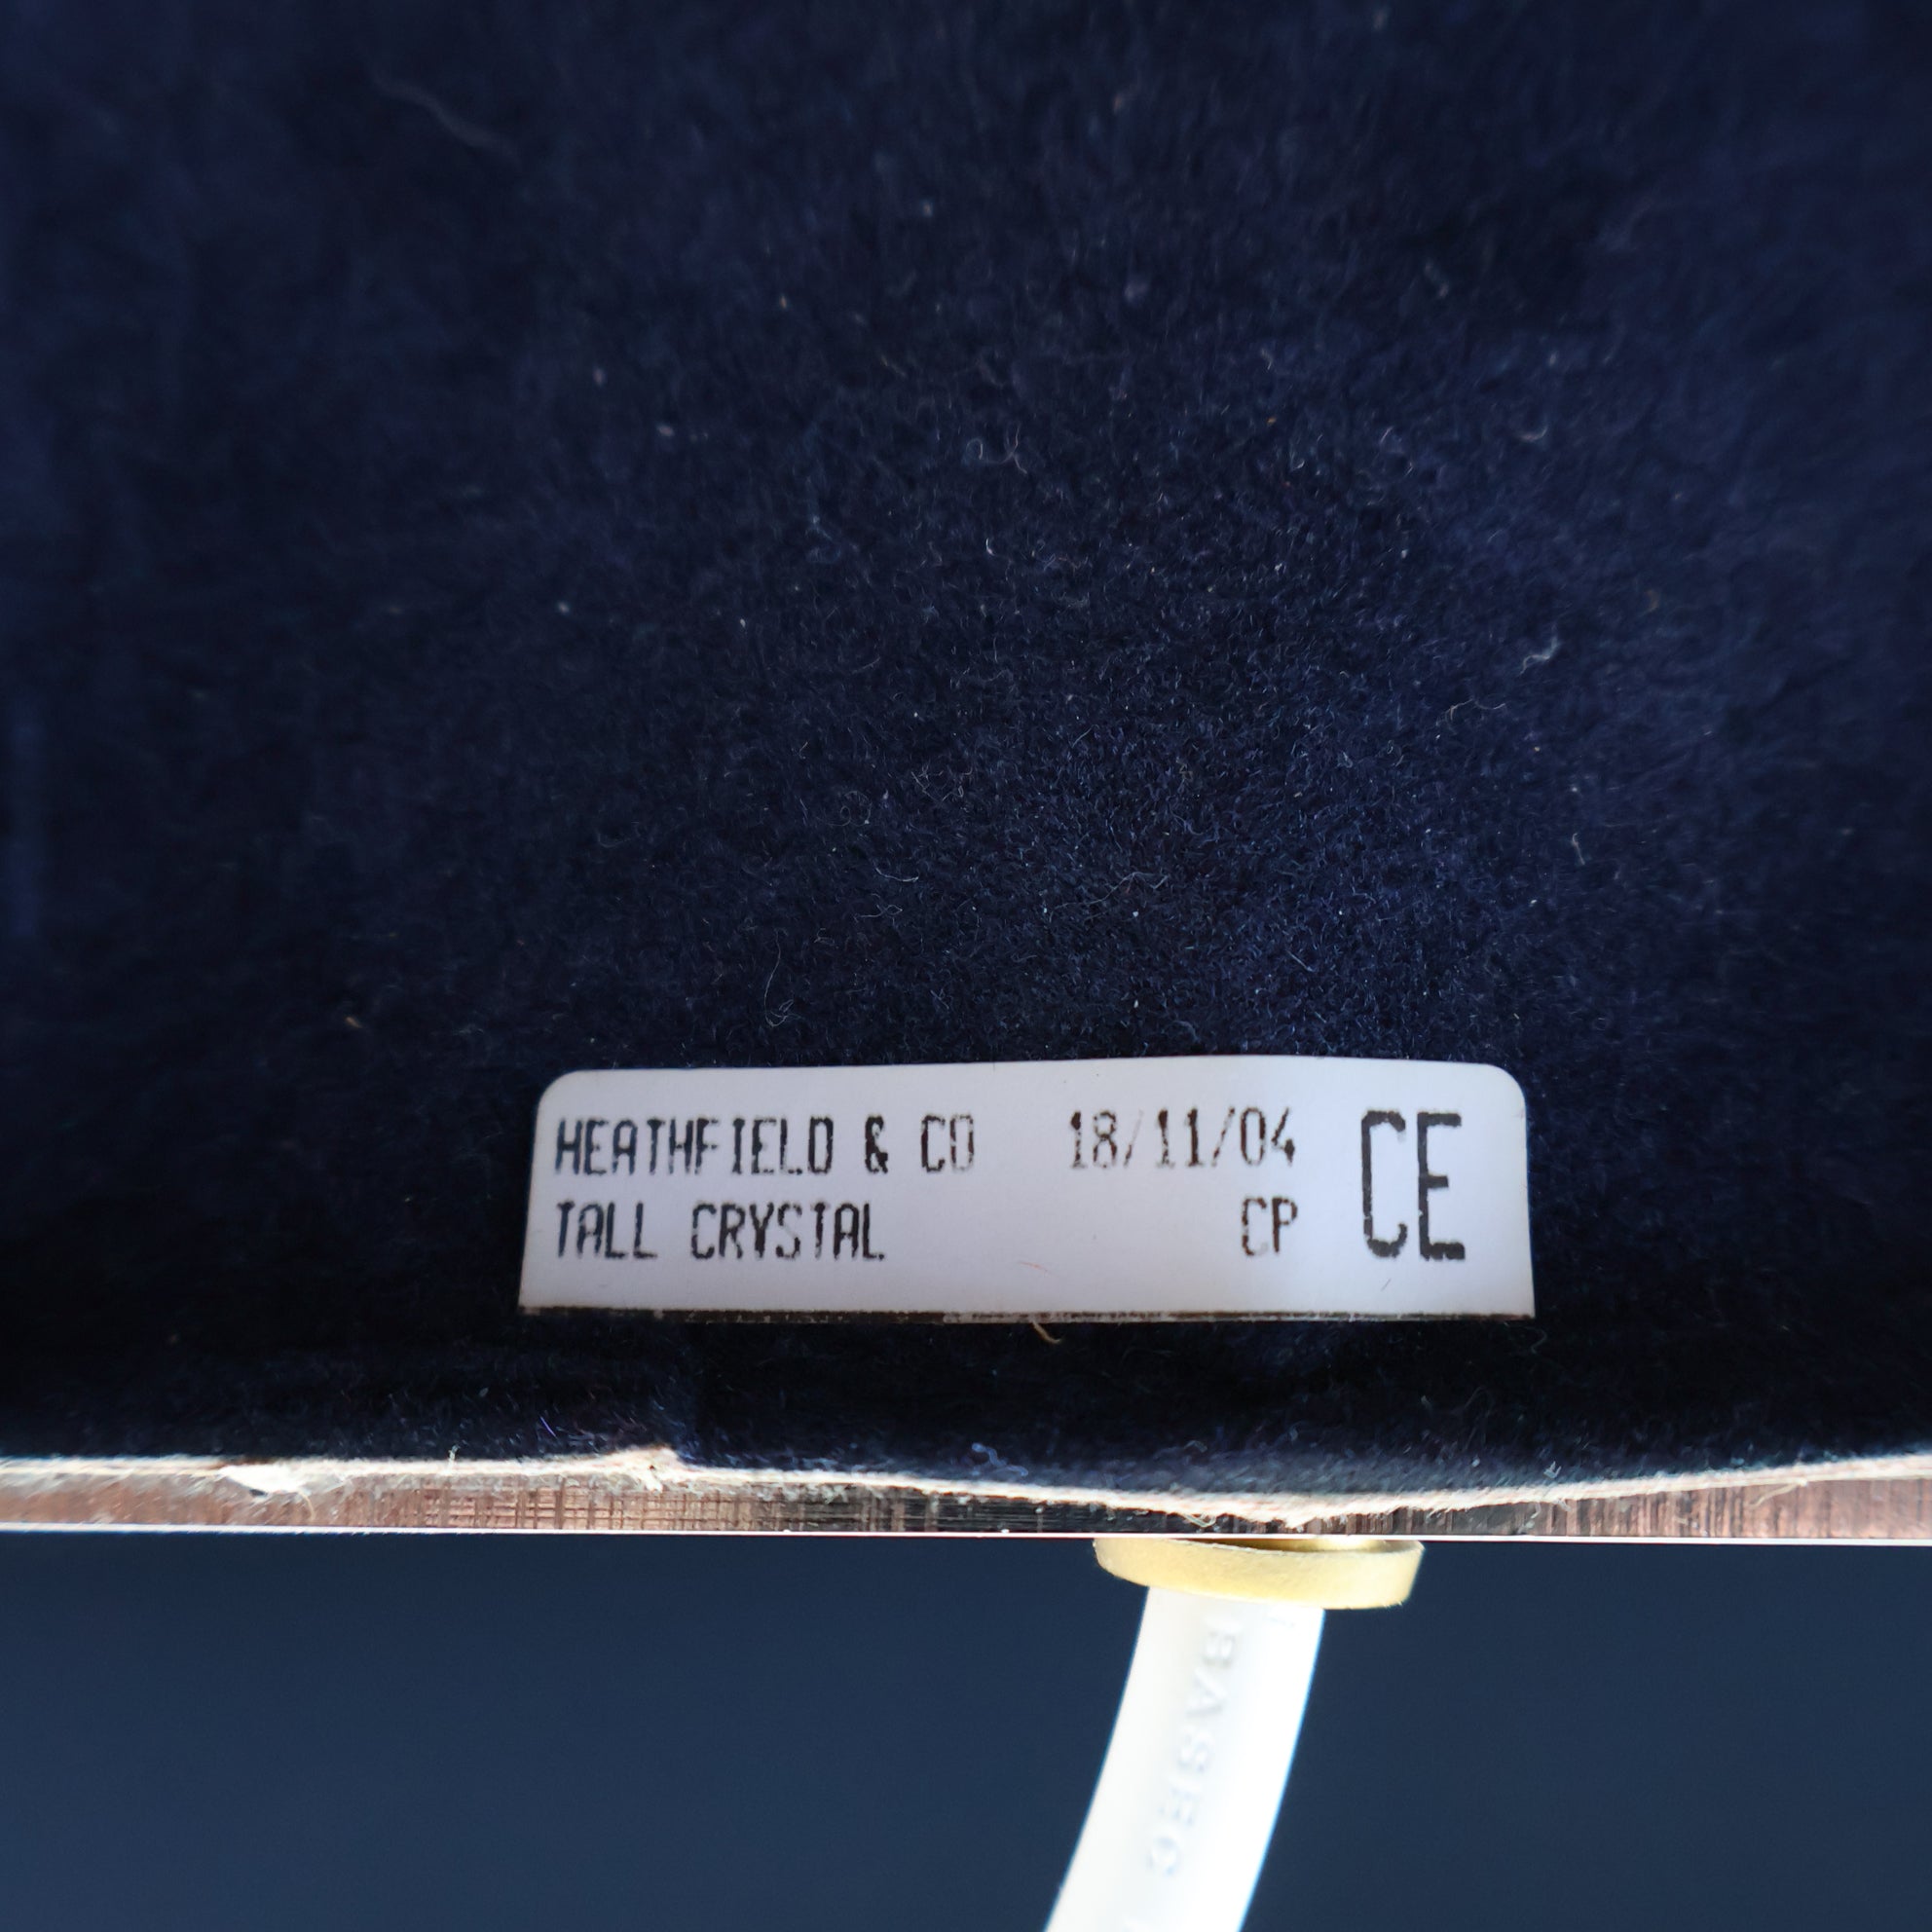 HEATHFIELD & CO 18/11/04 CE
TALL CRYSTAL CP